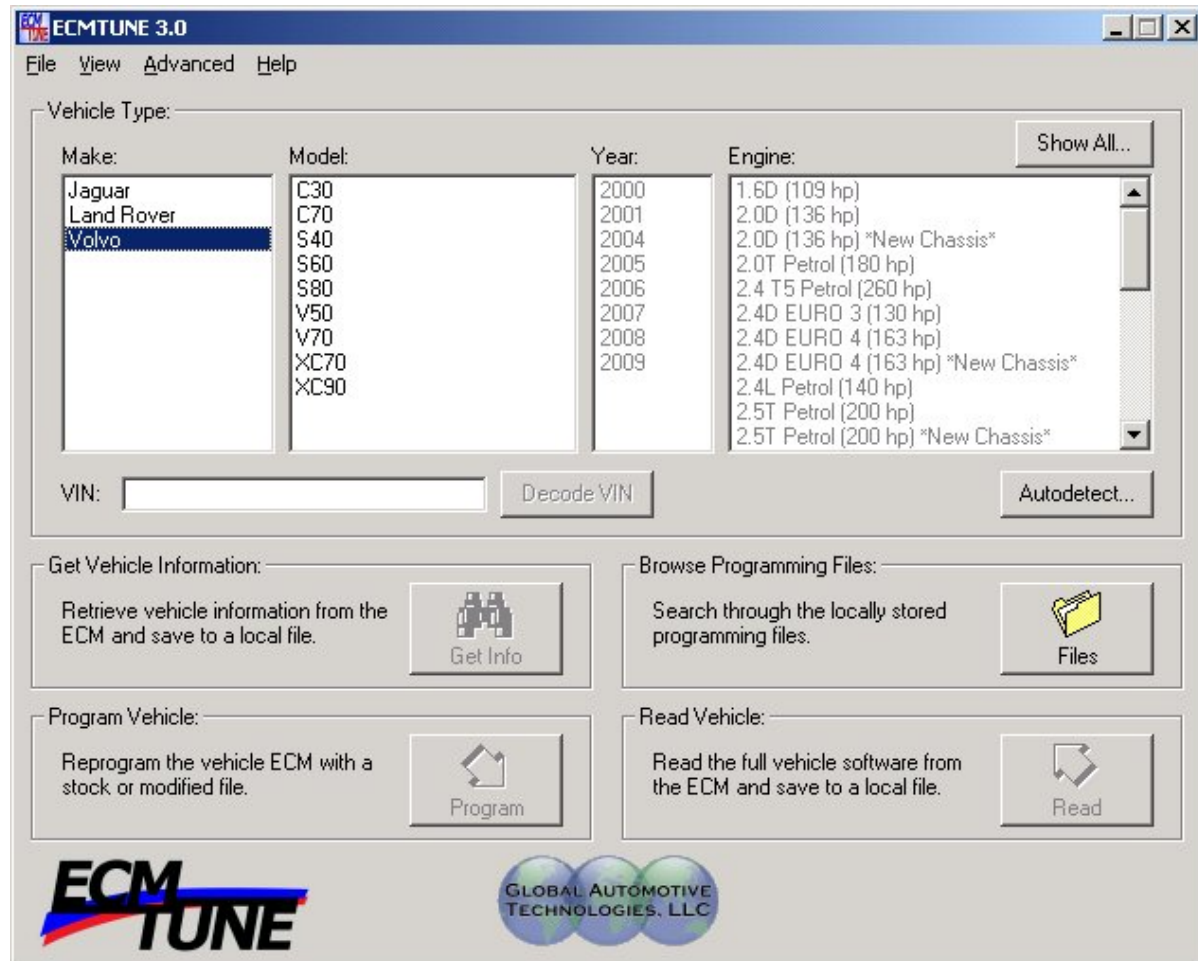 ECMTUNE 3.0
File View Advanced Help
Vehicle Type:
Show All...
Make:
Model:
Year:
Engine:
Jaguar
Land Rover
Volvo
C30
C70
S40
S60
S80
V50
V70
XC70
XC90
2000
2001
2004
2005
2006
2007
2008
2009
1.6D (109 hp)
2.0D (136 hp)
2.0D (136 hp) *New Chassis*
2.0T Petrol (180 hp)
2.4 T5 Petrol (260 hp)
2.4D EURO 3 (130 hp)
2.4D EURO 4 (163 hp)
2.4D EURO 4 (163 hp) *New Chassis*
2.4L Petrol (140 hp)
2.5T Petrol (200 hp)
2.5T Petrol (200 hp) *New Chassis*
VIN:
Decode VIN
Autodetect...
Get Vehicle Information:
Retrieve vehicle information from the
ECM and save to a local file.
Get Info
Browse Programming Files:
Search through the locally stored
programming files.
Files
Program Vehicle:
Reprogram the vehicle ECM with a
stock or modified file.
Program
Read Vehicle:
Read the full vehicle software from
the ECM and save to a local file.
Read
ECM
TUNE
GLOBAL AUTOMOTIVE
TECHNOLOGIES, LLC